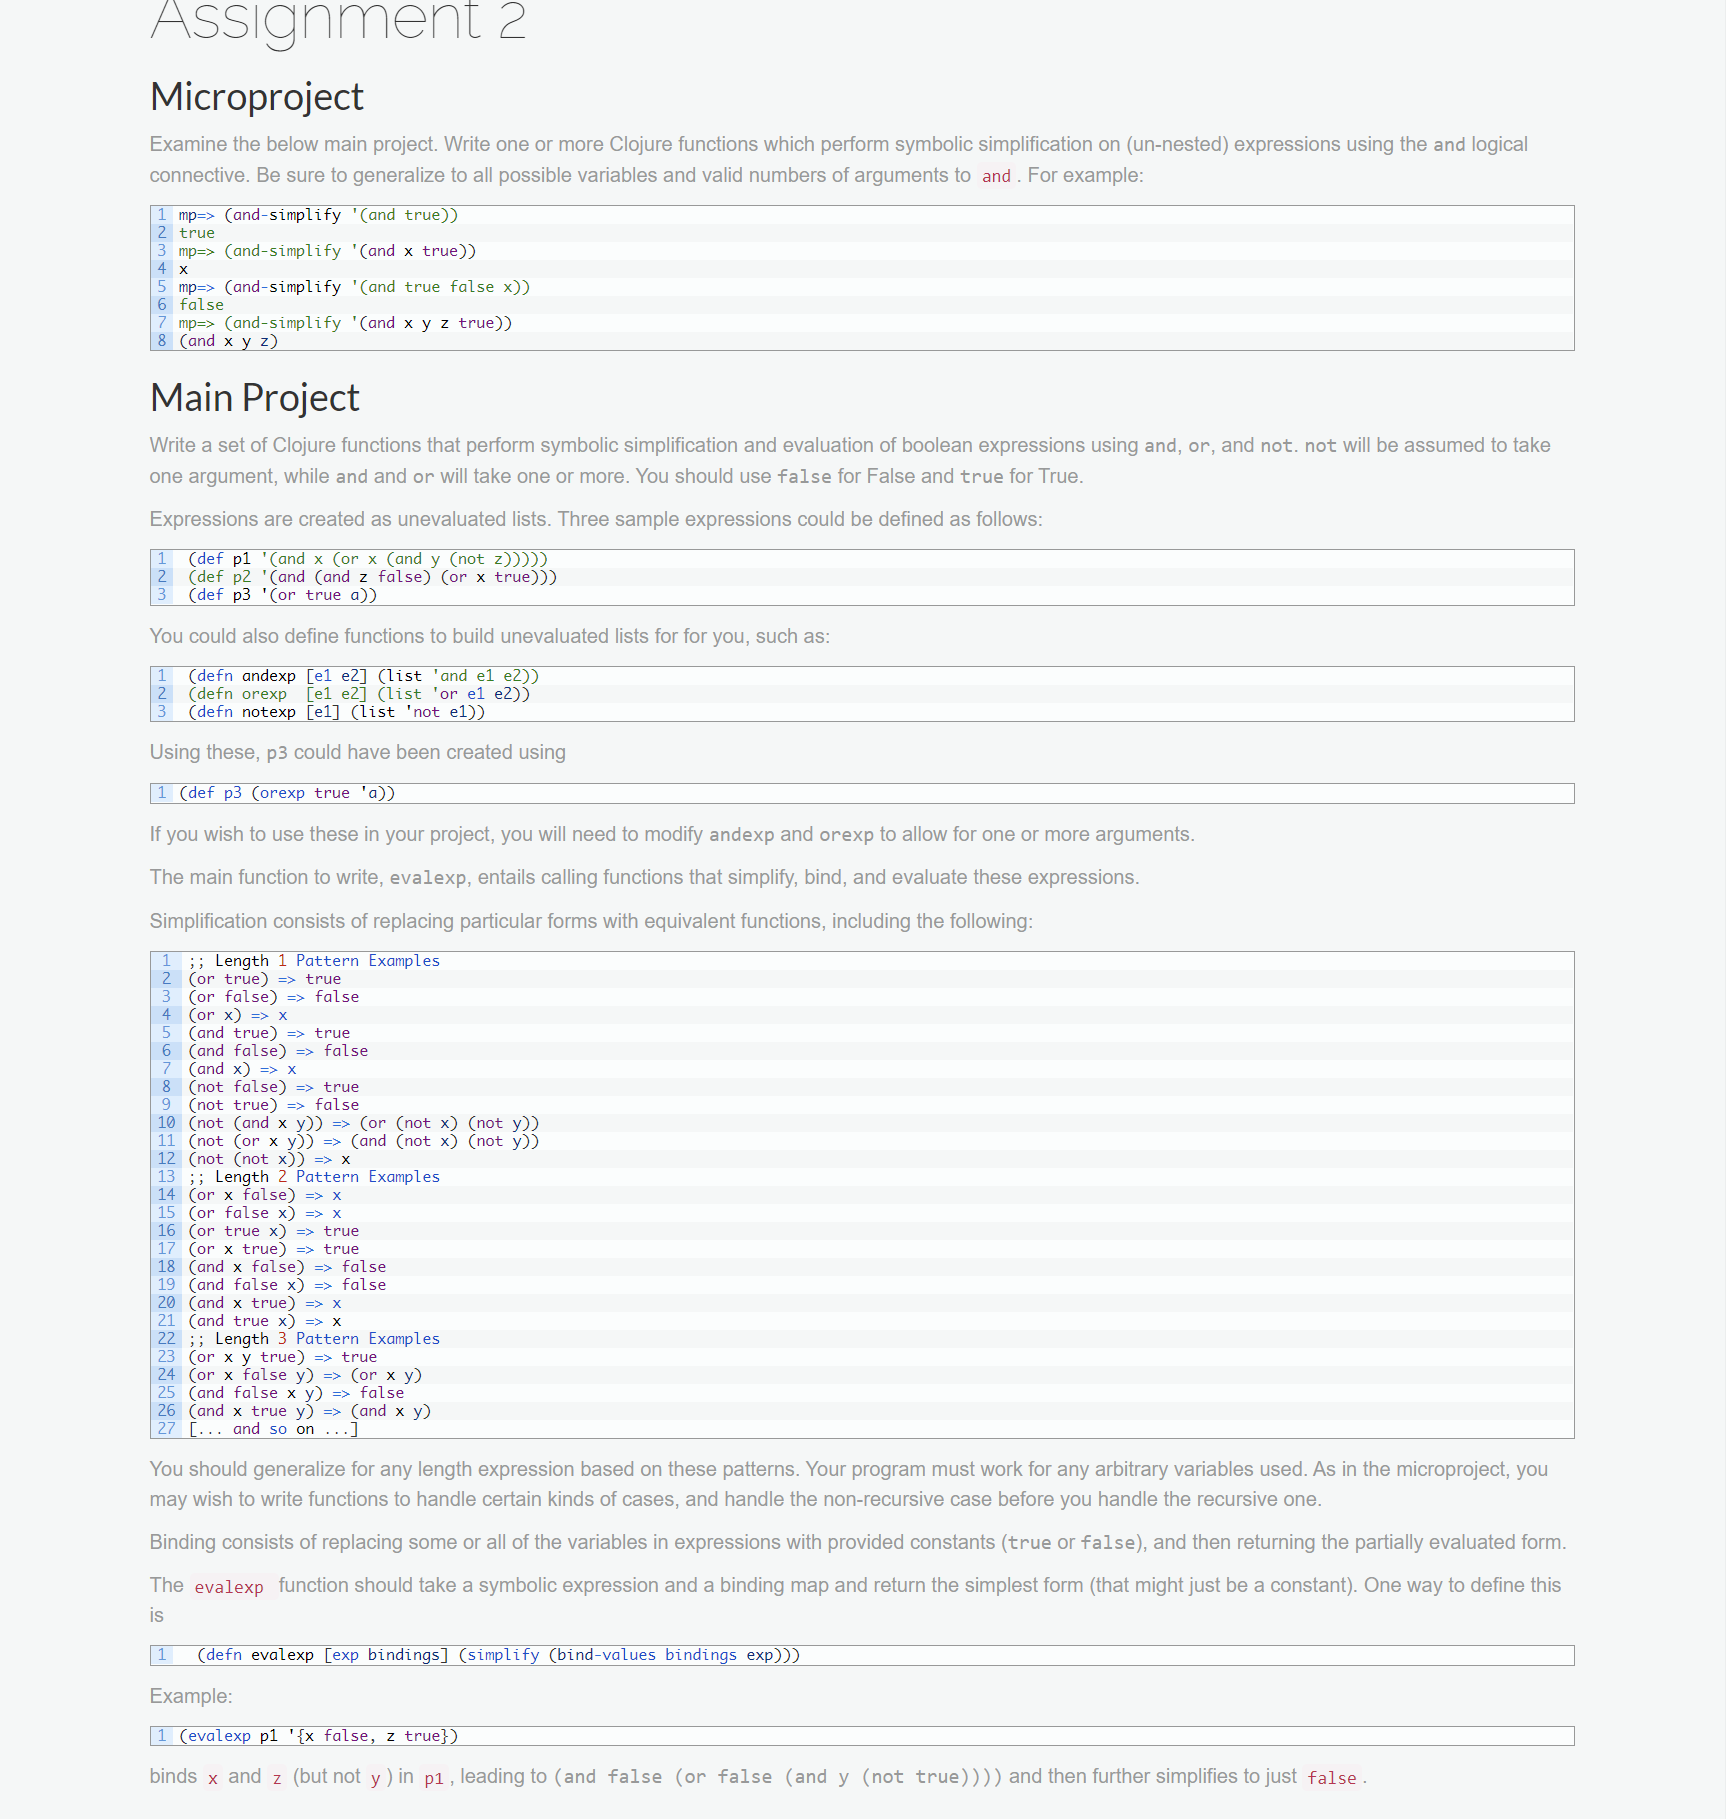 Assignment 2
Microproject
Examine the below main project. Write one or more Clojure functions which perform symbolic simplification on (un-nested) expressions using the and logical
connective. Be sure to generalize to all possible variables and valid numbers of arguments to and . For example:
1 mp=> (and-simplify '(and true))
2 true
3 mp=> (and-simplify '(and x true))
4 x
5 mp=> (and-simplify '(and true false x))
6 false
7 mp=> (and-simplify '(and x y z true))
8 (and x y z)
Main Project
Write a set of Clojure functions that perform symbolic simplification and evaluation of boolean expressions using and, or, and not. not will be assumed to take
one argument, while and and or will take one or more. You should use false for False and true for True.
Expressions are created as unevaluated lists. Three sample expressions could be defined as follows:
1 (def p1 '(and x (or x (and y (not z)))))
2 (def p2 '(and (and z false) (or x true)))
3 (def p3 '(or true a))
You could also define functions to build unevaluated lists for for you, such as:
1 (defn andexp [e1 e2] (list 'and e1 e2))
2 (defn orexp  [e1 e2] (list 'or e1 e2))
3 (defn notexp [e1] (list 'not e1))
Using these, p3 could have been created using
1 (def p3 (orexp true 'a))
If you wish to use these in your project, you will need to modify andexp and orexp to allow for one or more arguments.
The main function to write, evalexp, entails calling functions that simplify, bind, and evaluate these expressions.
Simplification consists of replacing particular forms with equivalent functions, including the following:
1 ;; Length 1 Pattern Examples
2 (or true) => true
3 (or false) => false
4 (or x) => x
5 (and true) => true
6 (and false) => false
7 (and x) => x
8 (not false) => true
9 (not true) => false
10 (not (and x y)) => (or (not x) (not y))
11 (not (or x y)) => (and (not x) (not y))
12 (not (not x)) => x
13 ;; Length 2 Pattern Examples
14 (or x false) => x
15 (or false x) => x
16 (or true x) => true
17 (or x true) => true
18 (and x false) => false
19 (and false x) => false
20 (and x true) => x
21 (and true x) => x
22 ;; Length 3 Pattern Examples
23 (or x y true) => true
24 (or x false y) => (or x y)
25 (and false x y) => false
26 (and x true y) => (and x y)
27 [... and so on ...]
You should generalize for any length expression based on these patterns. Your program must work for any arbitrary variables used. As in the microproject, you
may wish to write functions to handle certain kinds of cases, and handle the non-recursive case before you handle the recursive one.
Binding consists of replacing some or all of the variables in expressions with provided constants (true or false), and then returning the partially evaluated form.
The evalexp function should take a symbolic expression and a binding map and return the simplest form (that might just be a constant). One way to define this
is
1 (defn evalexp [exp bindings] (simplify (bind-values bindings exp)))
Example:
1 (evalexp p1 '{x false, z true})
binds x and z (but not y ) in p1 , leading to (and false (or false (and y (not true)))) and then further simplifies to just false .